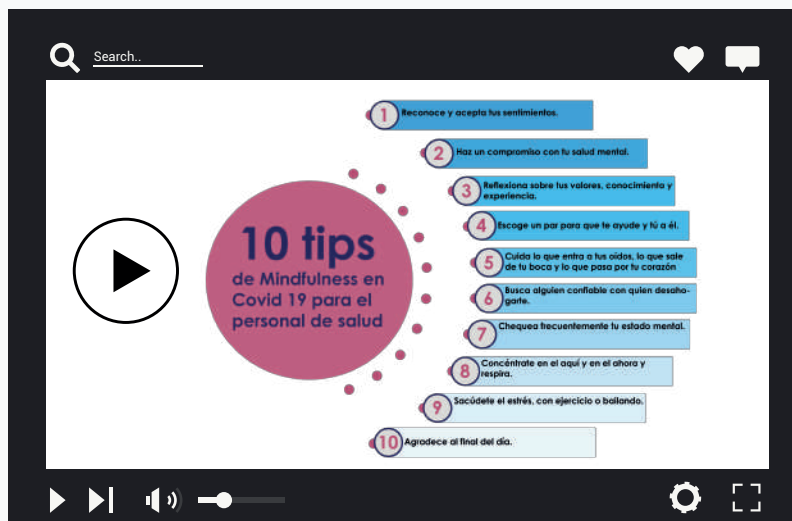 Search..
10 tips
de Mindfulness en
Covid 19 para el
personal de salud
1 Reconoce y acepta tus sentimientos.
2 Haz un compromiso con tu salud mental.
3 Reflexiona sobre tus valores, conocimiento y
experiencia.
4 Escoge un par para que te ayude y tú a él.
5 Cuida lo que entra a tus oídos, lo que sale
de tu boca y lo que pasa por tu corazón
6 Busca alguien confiable con quien desaho-
garte.
7 Chequea frecuentemente tu estado mental.
8 Concéntrate en el aquí y en el ahora y
respira.
9 Sacúdete el estrés, con ejercicio o bailando.
10 Agradece al final del día.